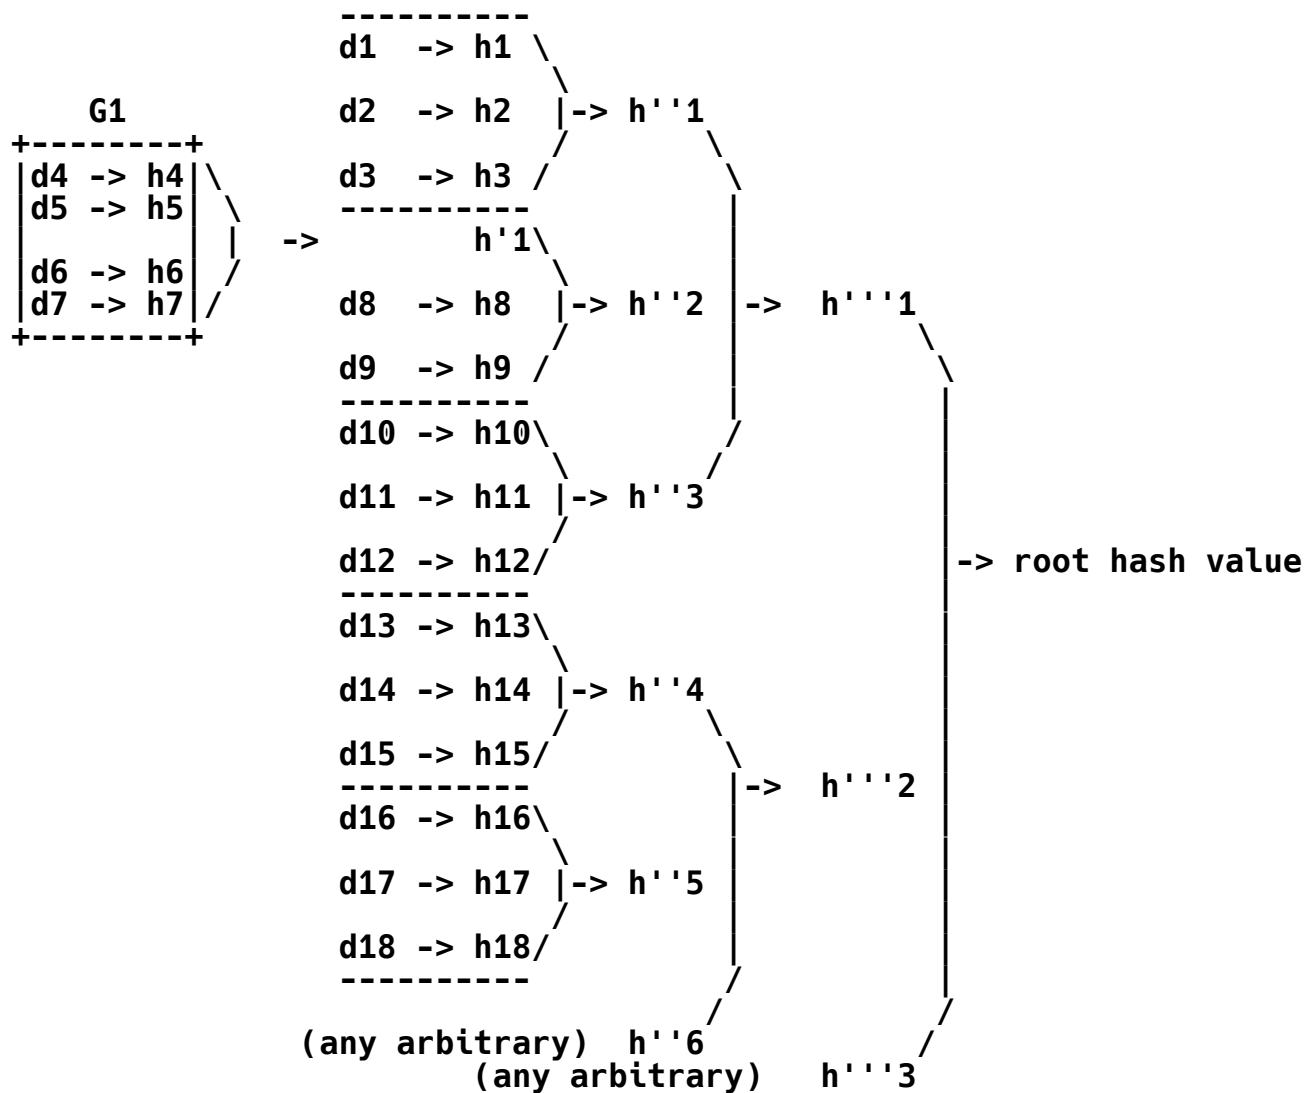 ----------
d1  -> h1 \
\
G1 d2  -> h2  |-> h''1
+--------+ / \
|d4 -> h4|\ d3  -> h3 / \
|d5 -> h5| \ ---------- |
|        | |  -> h'1\ |
|d6 -> h6| / \ |
|d7 -> h7|/ d8  -> h8  |-> h''2 |->  h'''1
+--------+ / | \
d9  -> h9 / | \
---------- | |
d10 -> h10\ / |
\ / |
d11 -> h11 |-> h''3 |
/ |
d12 -> h12/ |-> root hash value
---------- |
d13 -> h13\ |
\ |
d14 -> h14 |-> h''4 |
/ \ |
d15 -> h15/ \ |
---------- |->  h'''2 |
d16 -> h16\ | |
\ | |
d17 -> h17 |-> h''5 | |
/ | |
d18 -> h18/ | |
---------- / |
/ /
(any arbitrary)  h''6 /
(any arbitrary)   h'''3